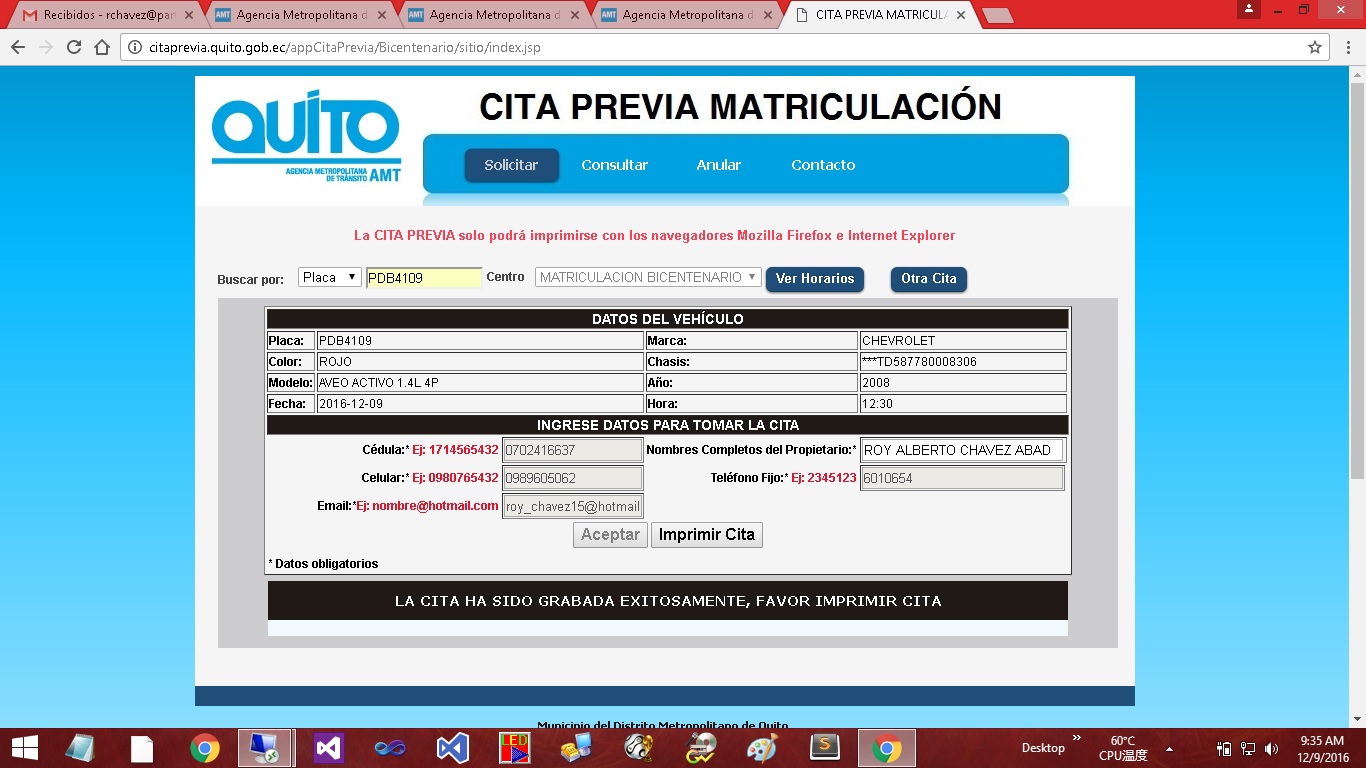 Recibidos - rchavez@par
Agencia Metropolitana d
Agencia Metropolitana d
Agencia Metropolitana d
CITA PREVIA MATRICULA
citaprevia.quito.gob.ec/appCitaPrevia/Bicentenario/sitio/index.jsp
QUITO
AGENCIA METROPOLITANA
DE TRÁNSITO AMT
CITA PREVIA MATRICULACIÓN
Solicitar Consultar Anular Contacto
La CITA PREVIA solo podrá imprimirse con los navegadores Mozilla Firefox e Internet Explorer
Buscar por: Placa PDB4109 Centro MATRICULACION BICENTENARIO Ver Horarios Otra Cita
DATOS DEL VEHÍCULO
Placa: PDB4109 Marca: CHEVROLET
Color: ROJO Chasis: ***TD587780008306
Modelo: AVEO ACTIVO 1.4L 4P Año: 2008
Fecha: 2016-12-09 Hora: 12:30
INGRESE DATOS PARA TOMAR LA CITA
Cédula:* Ej: 1714565432 0702416637 Nombres Completos del Propietario:* ROY ALBERTO CHAVEZ ABAD
Celular:* Ej: 0980765432 0989605062 Teléfono Fijo:* Ej: 2345123 6010654
Email:*Ej: nombre@hotmail.com roy_chavez15@hotmail
Aceptar Imprimir Cita
* Datos obligatorios
LA CITA HA SIDO GRABADA EXITOSAMENTE, FAVOR IMPRIMIR CITA
Municipio del Distrito Metropolitano de Quito
LED
Desktop
60°C
CPU温度
9:35 AM
12/9/2016